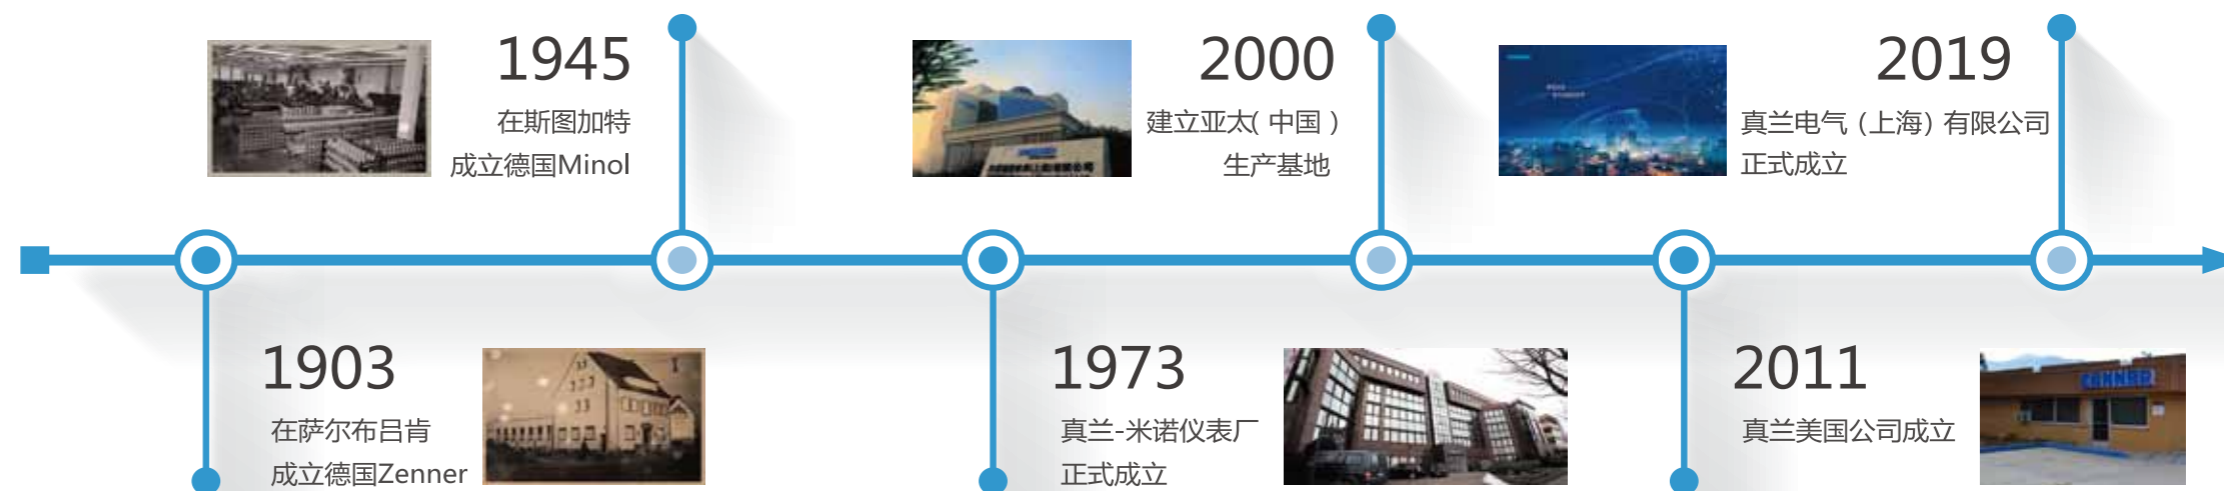 1945
在斯图加特
成立德国Minol
2000
建立亚太(中国)
生产基地
2019
真兰电气(上海)有限公司
正式成立
1903
在萨尔布吕肯
成立德国Zenner
1973
真兰-米诺仪表厂
正式成立
2011
真兰美国公司成立
ZENNER